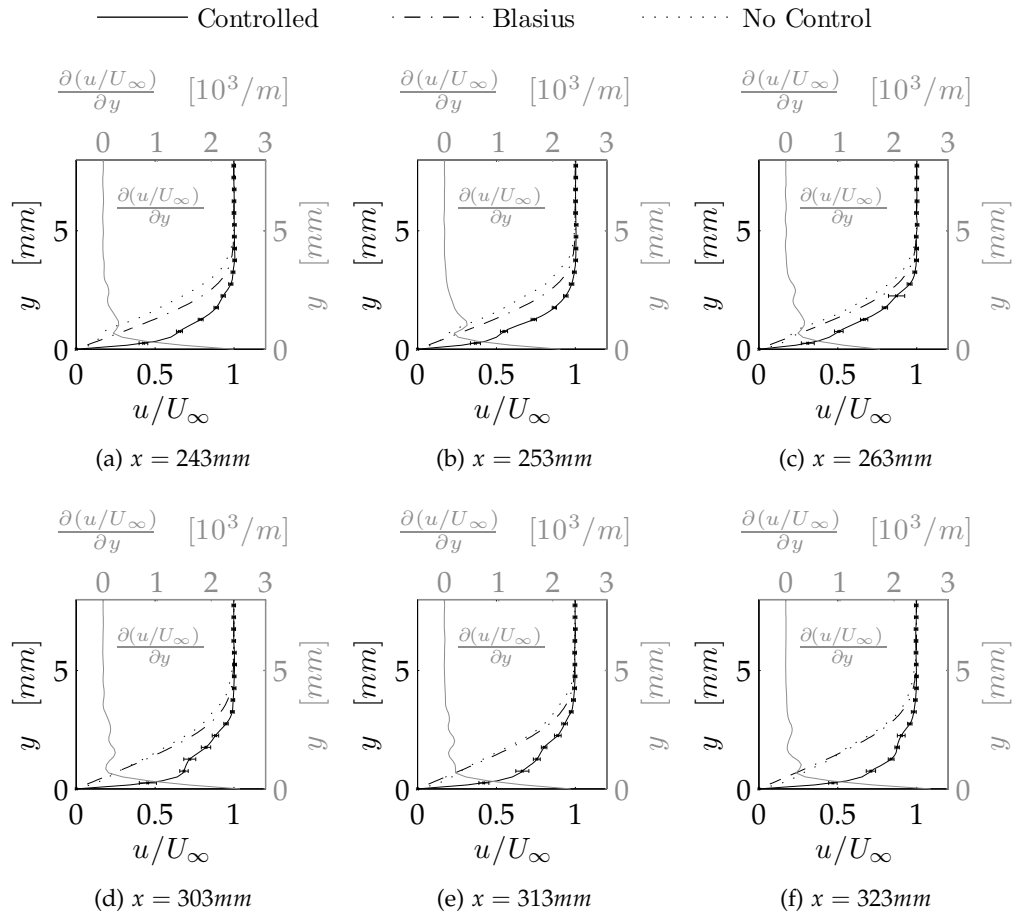 Controlled Blasius No Control
∂(u/U∞)/∂y [10³/m] ∂(u/U∞)/∂y [10³/m] ∂(u/U∞)/∂y [10³/m]
0 1 2 3 0 1 2 3 0 1 2 3
∂(u/U∞)/∂y ∂(u/U∞)/∂y ∂(u/U∞)/∂y
y [mm] y [mm] y [mm] y [mm] y [mm] y [mm]
5 5 5 5 5 5
0 0 0 0 0 0
0 0.5 1 0 0.5 1 0 0.5 1
u/U∞ u/U∞ u/U∞
(a) x = 243mm (b) x = 253mm (c) x = 263mm
∂(u/U∞)/∂y [10³/m] ∂(u/U∞)/∂y [10³/m] ∂(u/U∞)/∂y [10³/m]
0 1 2 3 0 1 2 3 0 1 2 3
∂(u/U∞)/∂y ∂(u/U∞)/∂y ∂(u/U∞)/∂y
y [mm] y [mm] y [mm] y [mm] y [mm] y [mm]
5 5 5 5 5 5
0 0 0 0 0 0
0 0.5 1 0 0.5 1 0 0.5 1
u/U∞ u/U∞ u/U∞
(d) x = 303mm (e) x = 313mm (f) x = 323mm